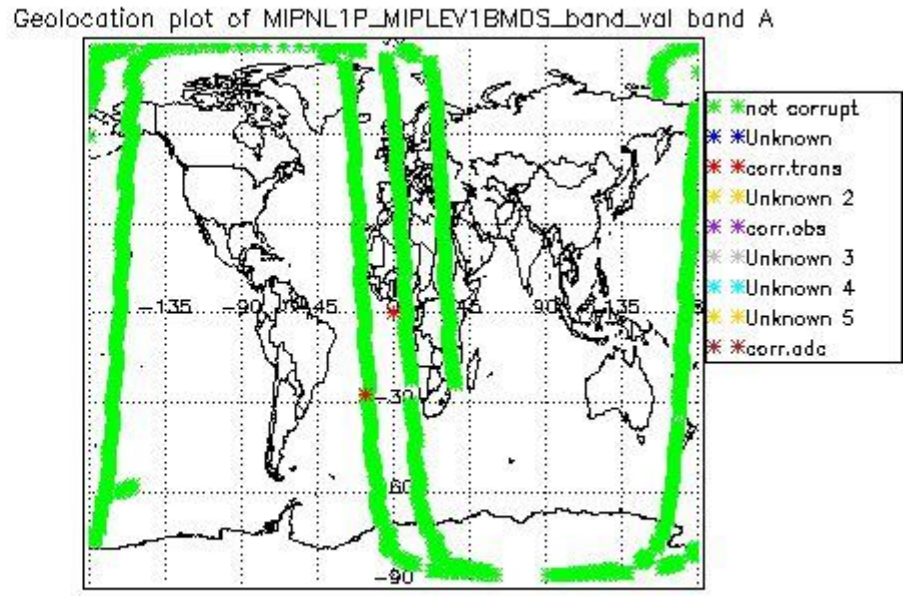 Geolocation plot of MIPNL1P_MIPLEV1BMDS_band_val band A
not corrupt
Unknown
corr.trans
Unknown 2
corr.obs
Unknown 3
Unknown 4
Unknown 5
corr.adc
-135 -90 45 45 90 135
-30
-60
-90